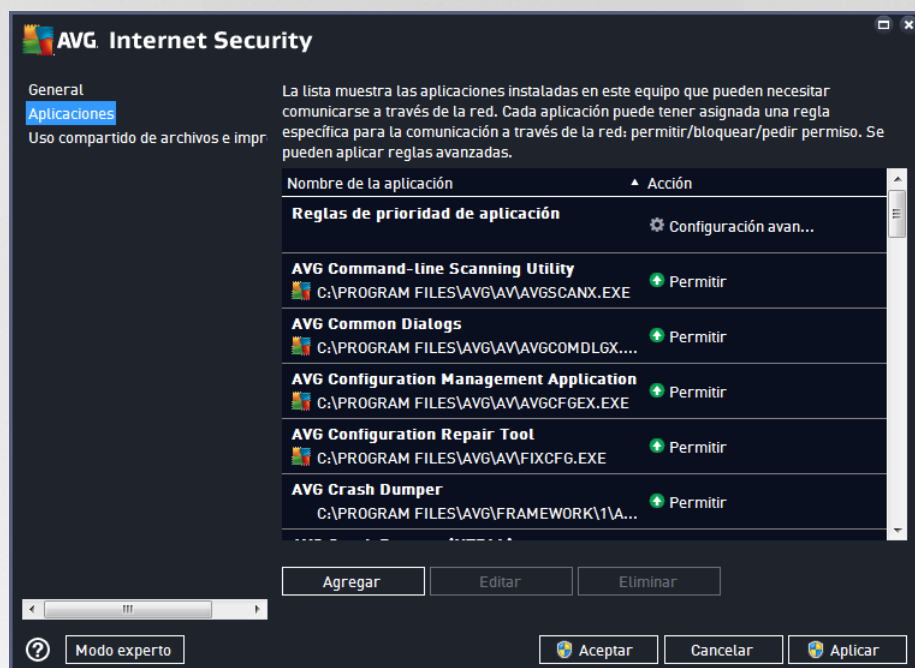 AVG. Internet Security
General
Aplicaciones
Uso compartido de archivos e impr
La lista muestra las aplicaciones instaladas en este equipo que pueden necesitar
comunicarse a través de la red. Cada aplicación puede tener asignada una regla
específica para la comunicación a través de la red: permitir/bloquear/pedir permiso. Se
pueden aplicar reglas avanzadas.
Nombre de la aplicación Acción
Reglas de prioridad de aplicación
Configuración avan...
AVG Command-line Scanning Utility
C:\PROGRAM FILES\AVG\AV\AVGSCANX.EXE
Permitir
AVG Common Dialogs
C:\PROGRAM FILES\AVG\AV\AVGCOMDLGX....
Permitir
AVG Configuration Management Application
C:\PROGRAM FILES\AVG\AV\AVGCFGEX.EXE
Permitir
AVG Configuration Repair Tool
C:\PROGRAM FILES\AVG\AV\FIXCFG.EXE
Permitir
AVG Crash Dumper
C:\PROGRAM FILES\AVG\FRAMEWORK\1\A...
Permitir
Agregar Editar Eliminar
? Modo experto Aceptar Cancelar Aplicar